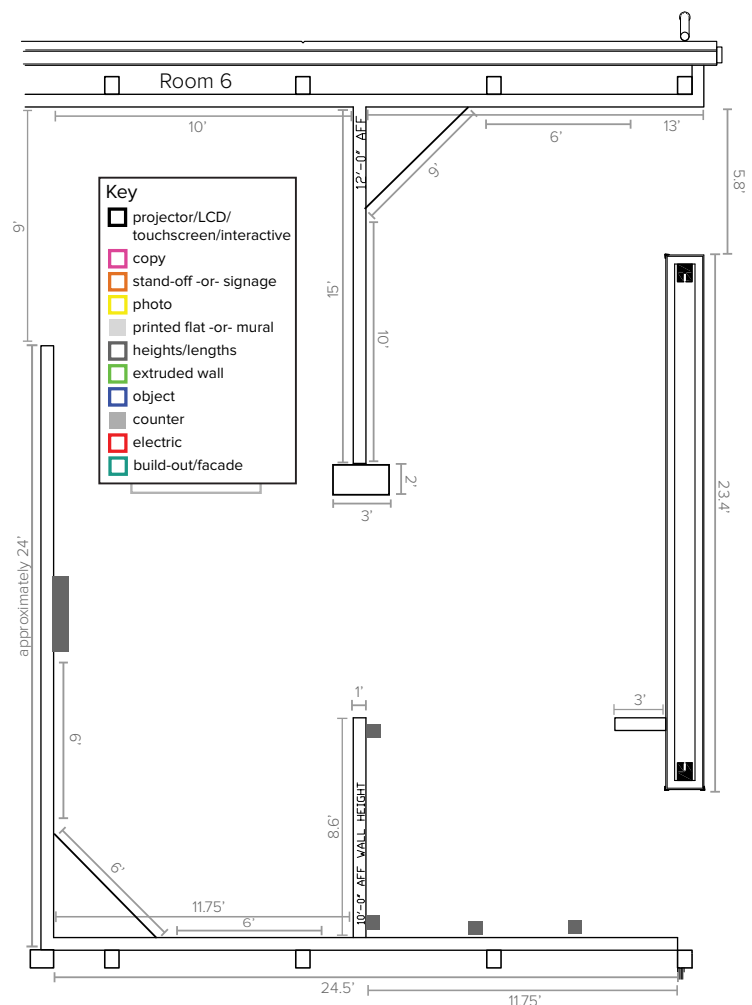 Room 6
10'
12'-0" AFF
6'
13'
9'
5.8'
9'
Key
projector/LCD/
touchscreen/interactive
copy
stand-off -or- signage
photo
printed flat -or- mural
heights/lengths
extruded wall
object
counter
electric
build-out/facade
15'
10'
2'
3'
23.4'
approximately 24'
9'
1'
3'
8.6'
10'-0" AFF WALL HEIGHT
6'
11.75'
6'
24.5'
11.75'